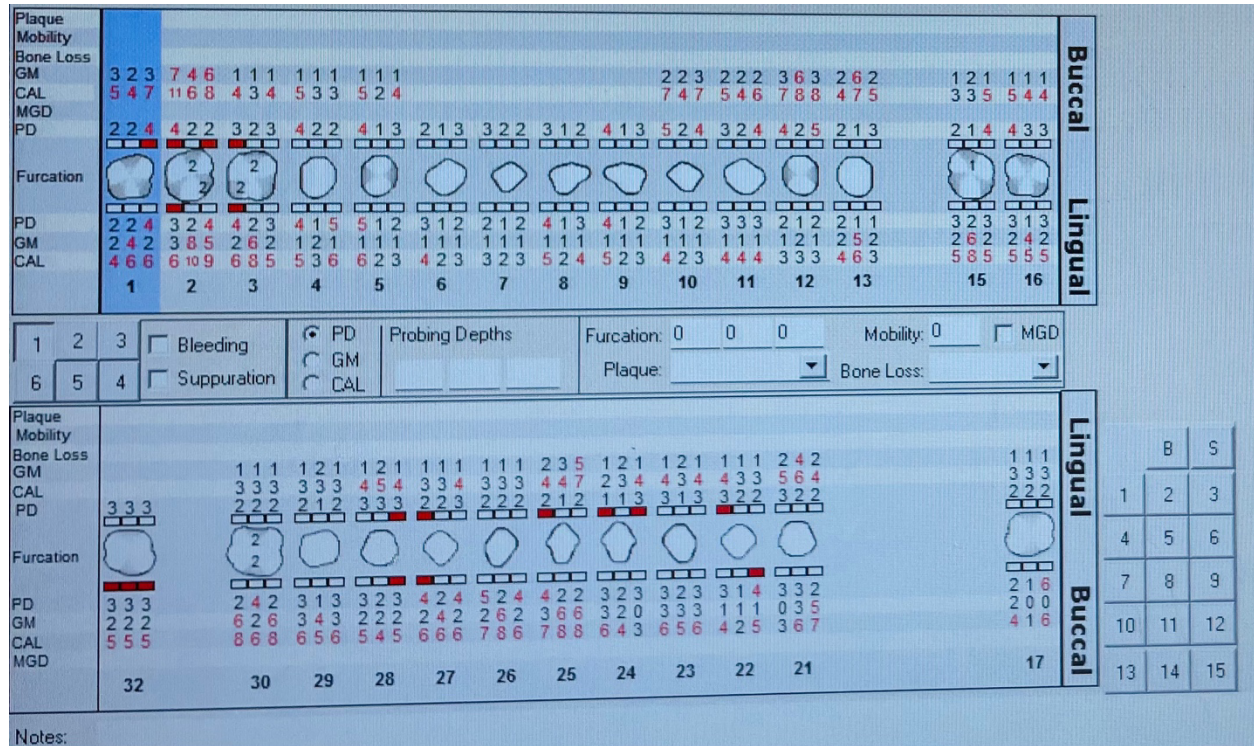 Plaque
Mobility
Bone Loss
GM 3 2 3 7 4 6 1 1 1 1 1 1 1 1 1 2 2 3 2 2 2 3 6 3 2 6 2 1 2 1 1 1 1
CAL 5 4 7 11 6 8 4 3 4 5 3 3 5 2 4 7 4 7 5 4 6 7 8 8 4 7 5 3 3 5 5 4 4
MGD
PD 2 2 4 4 2 2 3 2 3 4 2 2 4 1 3 2 1 3 3 2 2 3 1 2 4 1 3 5 2 4 3 2 4 4 2 5 2 1 3 2 1 4 4 3 3
Buccal
Furcation 2 2 2 2 1
PD 2 2 4 3 2 4 4 2 3 4 1 5 5 1 2 3 1 2 2 1 2 4 1 3 4 1 2 3 1 2 3 3 3 2 1 2 2 1 1 3 2 3 3 1 3
GM 2 4 2 3 8 5 2 6 2 1 2 1 1 1 1 1 1 1 1 1 1 1 1 1 1 1 1 1 1 1 1 1 1 1 2 1 2 5 2 2 6 2 2 4 2
CAL 4 6 6 6 10 9 6 8 5 5 3 6 6 2 3 4 2 3 3 2 3 5 2 4 5 2 3 4 2 3 4 4 4 3 3 3 4 6 3 5 8 5 5 5 5
Lingual
1 2 3 4 5 6 7 8 9 10 11 12 13 15 16
1 2 3 Bleeding PD Probing Depths Furcation: 0 0 0 Mobility: 0 MGD
GM
6 5 4 Suppuration CAL Plaque: Bone Loss:
Plaque
Mobility
Bone Loss
GM 1 1 1 1 2 1 1 2 1 1 1 1 1 1 1 2 3 5 1 2 1 1 2 1 1 1 1 2 4 2 1 1 1
CAL 3 3 3 3 3 3 4 5 4 3 3 4 3 3 3 4 4 7 2 3 4 4 3 4 4 3 3 5 6 4 3 3 3
PD 3 3 3 2 2 2 2 1 2 3 3 3 2 2 3 2 2 2 2 1 2 1 1 3 3 1 3 3 2 2 3 2 2 2 2 2
Lingual
Furcation 2 2
PD 3 3 3 2 4 2 3 1 3 3 2 3 4 2 4 5 2 4 4 2 2 3 2 3 3 2 3 3 1 4 3 3 2 2 1 6
GM 2 2 2 6 2 6 3 4 3 2 2 2 2 4 2 2 6 2 3 6 6 3 2 0 3 3 3 1 1 1 0 3 5 2 0 0
CAL 5 5 5 8 6 8 6 5 6 5 4 5 6 6 6 7 8 6 7 8 8 6 4 3 6 5 6 4 2 5 3 6 7 4 1 6
MGD
Buccal
32 30 29 28 27 26 25 24 23 22 21 17
B S
1 2 3
4 5 6
7 8 9
10 11 12
13 14 15
Notes: